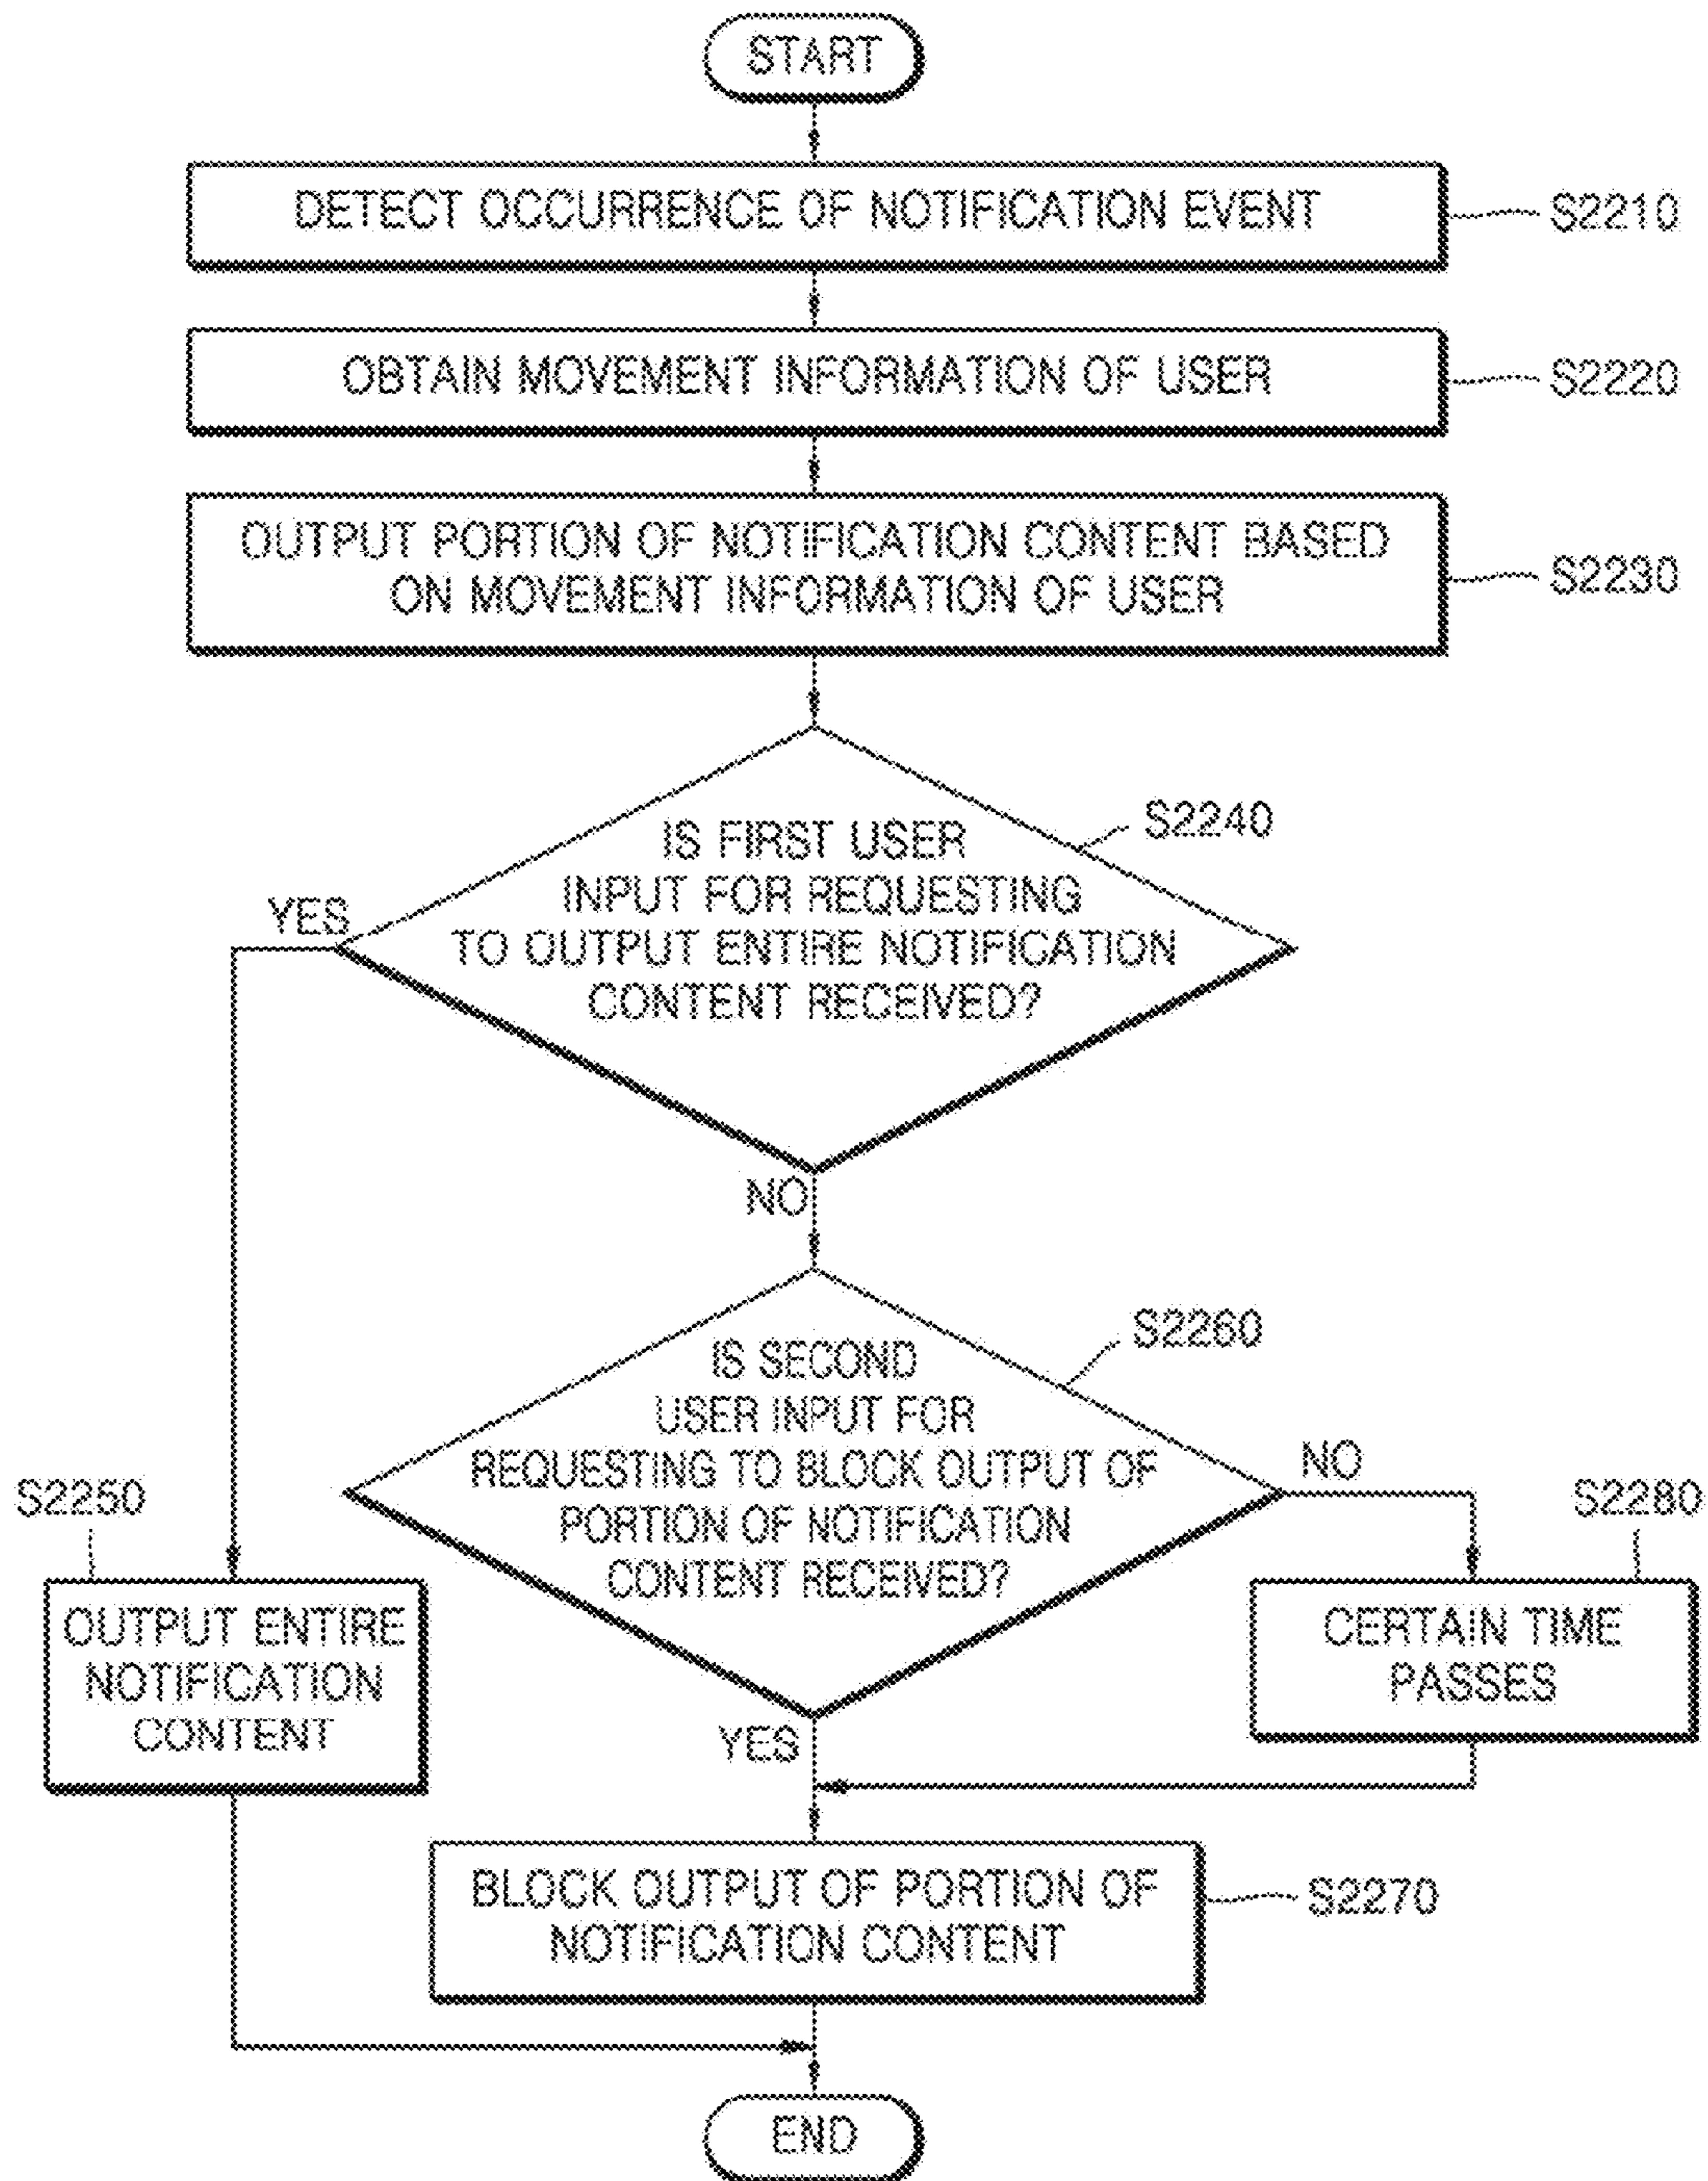 START
DETECT OCCURRENCE OF NOTIFICATION EVENT
S2210
OBTAIN MOVEMENT INFORMATION OF USER
S2220
OUTPUT PORTION OF NOTIFICATION CONTENT BASED
ON MOVEMENT INFORMATION OF USER
S2230
S2240
IS FIRST USER
INPUT FOR REQUESTING
TO OUTPUT ENTIRE NOTIFICATION
CONTENT RECEIVED?
YES
NO
S2260
IS SECOND
USER INPUT FOR
REQUESTING TO BLOCK OUTPUT OF
PORTION OF NOTIFICATION
CONTENT RECEIVED?
NO
YES
S2250
OUTPUT ENTIRE
NOTIFICATION
CONTENT
S2280
CERTAIN TIME
PASSES
BLOCK OUTPUT OF PORTION OF
NOTIFICATION CONTENT
S2270
END